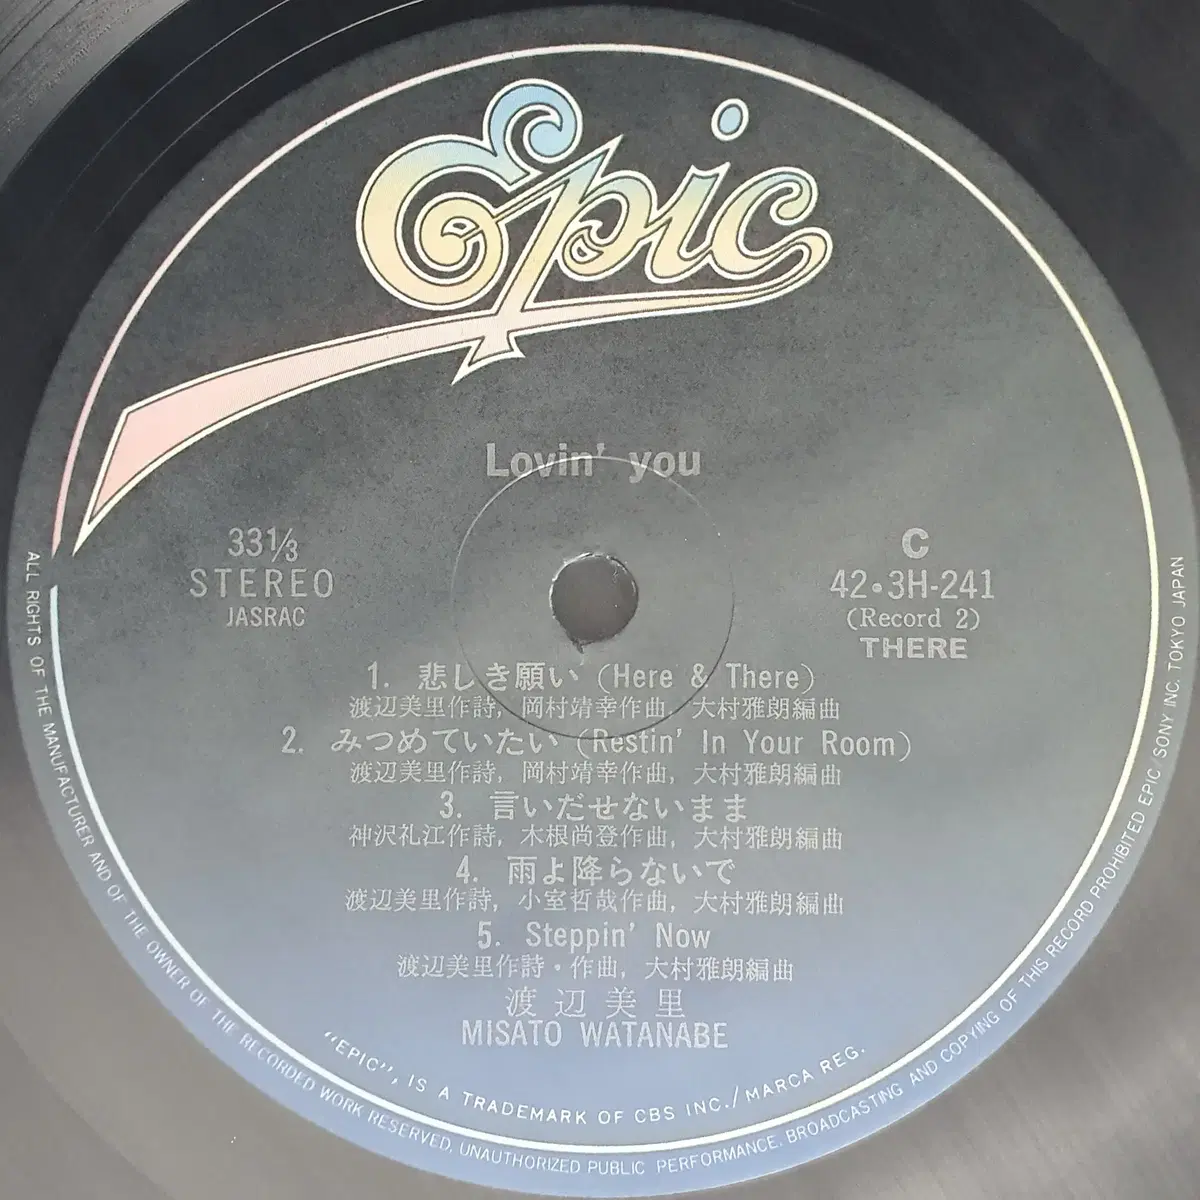 Epic
Lovin' you
33⅓
STEREO
JASRAC
C
42・3H-241
(Record 2)
THERE
1. 悲しき願い (Here & There)
渡辺美里作詩, 岡村靖幸作曲, 大村雅朗編曲
2. みつめていたい (Restin' In Your Room)
渡辺美里作詩, 岡村靖幸作曲, 大村雅朗編曲
3. 言いだせないまま
神沢礼江作詩, 木根尚登作曲, 大村雅朗編曲
4. 雨よ降らないで
渡辺美里作詩, 小室哲哉作曲, 大村雅朗編曲
5. Steppin' Now
渡辺美里作詩・作曲, 大村雅朗編曲
渡辺美里
MISATO WATANABE
"EPIC", IS A TRADEMARK OF CBS INC./MARCA REG.
ALL RIGHTS OF THE MANUFACTURER AND OF THE OWNER OF THE RECORDED WORK RESERVED. UNAUTHORIZED PUBLIC PERFORMANCE. BROADCASTING AND COPYING OF THIS RECORD PROHIBITED EPIC/SONY INC. TOKYO JAPAN